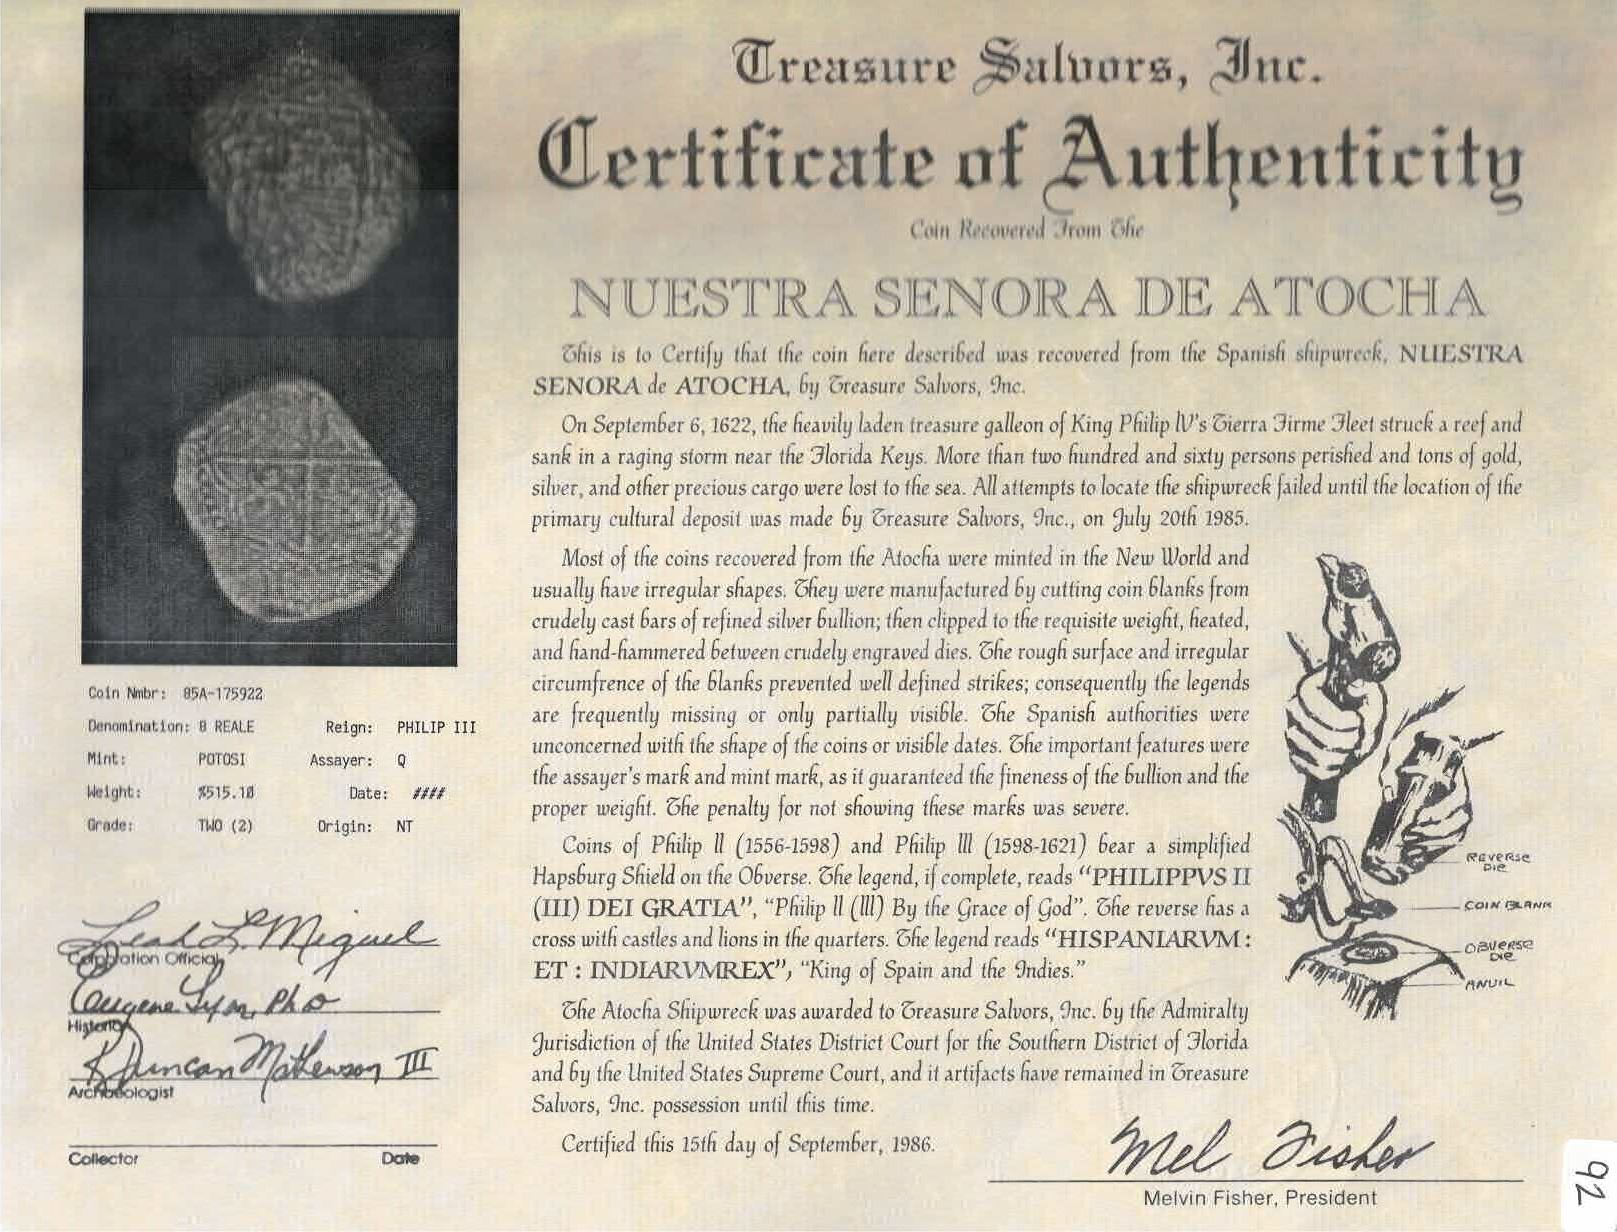 Treasure Salvors, Inc.
Certificate of Authenticity
Coin Recovered From The
NUESTRA SENORA DE ATOCHA
This is to Certify that the coin here described was recovered from the Spanish shipwreck, NUESTRA
SENORA de ATOCHA, by Treasure Salvors, Inc.
On September 6, 1622, the heavily laden treasure galleon of King Philip IV's Tierra Firme Fleet struck a reef and
sank in a raging storm near the Florida Keys. More than two hundred and sixty persons perished and tons of gold,
silver, and other precious cargo were lost to the sea. All attempts to locate the shipwreck failed until the location of the
primary cultural deposit was made by Treasure Salvors, Inc., on July 20th 1985.
Most of the coins recovered from the Atocha were minted in the New World and
usually have irregular shapes. They were manufactured by cutting coin blanks from
crudely cast bars of refined silver bullion; then clipped to the requisite weight, heated,
and hand-hammered between crudely engraved dies. The rough surface and irregular
circumfrence of the blanks prevented well defined strikes; consequently the legends
are frequently missing or only partially visible. The Spanish authorities were
unconcerned with the shape of the coins or visible dates. The important features were
the assayer's mark and mint mark, as it guaranteed the fineness of the bullion and the
proper weight. The penalty for not showing these marks was severe.
Coins of Philip II (1556-1598) and Philip III (1598-1621) bear a simplified
Hapsburg Shield on the Obverse. The legend, if complete, reads "PHILIPPVS II
(III) DEI GRATIA", "Philip II (III) By the Grace of God". The reverse has a
cross with castles and lions in the quarters. The legend reads "HISPANIARVM :
ET : INDIARVMREX", "King of Spain and the Indies."
The Atocha Shipwreck was awarded to Treasure Salvors, Inc. by the Admiralty
Jurisdiction of the United States District Court for the Southern District of Florida
and by the United States Supreme Court, and it artifacts have remained in Treasure
Salvors, Inc. possession until this time.
Certified this 15th day of September, 1986.
Mel Fisher
Melvin Fisher, President
REVERSE
DIE
COIN BLANK
OBVERSE
DIE
ANVIL
Coin Nmbr: 85A-175922
Denomination: 8 REALE Reign: PHILIP III
Mint: POTOSI Assayer: Q
Weight: %515.10 Date: ####
Grade: TWO (2) Origin: NT
Leah L. Miguel
Corporation Official
Eugene Lyon, PhD
Historian
R Duncan Mathewson III
Archaeologist
Collector Date
92